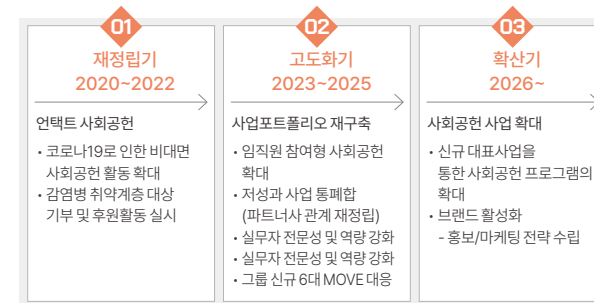 01
재정립기
2020~2022
언택트 사회공헌
• 코로나19로 인한 비대면
사회공헌 활동 확대
• 감염병 취약계층 대상
기부 및 후원활동 실시
02
고도화기
2023~2025
사업포트폴리오 재구축
• 임직원 참여형 사회공헌
확대
• 저성과 사업 통폐합
(파트너사 관계 재정립)
• 실무자 전문성 및 역량 강화
• 실무자 전문성 및 역량 강화
• 그룹 신규 6대 MOVE 대응
03
확산기
2026~
사회공헌 사업 확대
• 신규 대표사업을
통한 사회공헌 프로그램의
확대
• 브랜드 활성화
- 홍보/마케팅 전략 수립